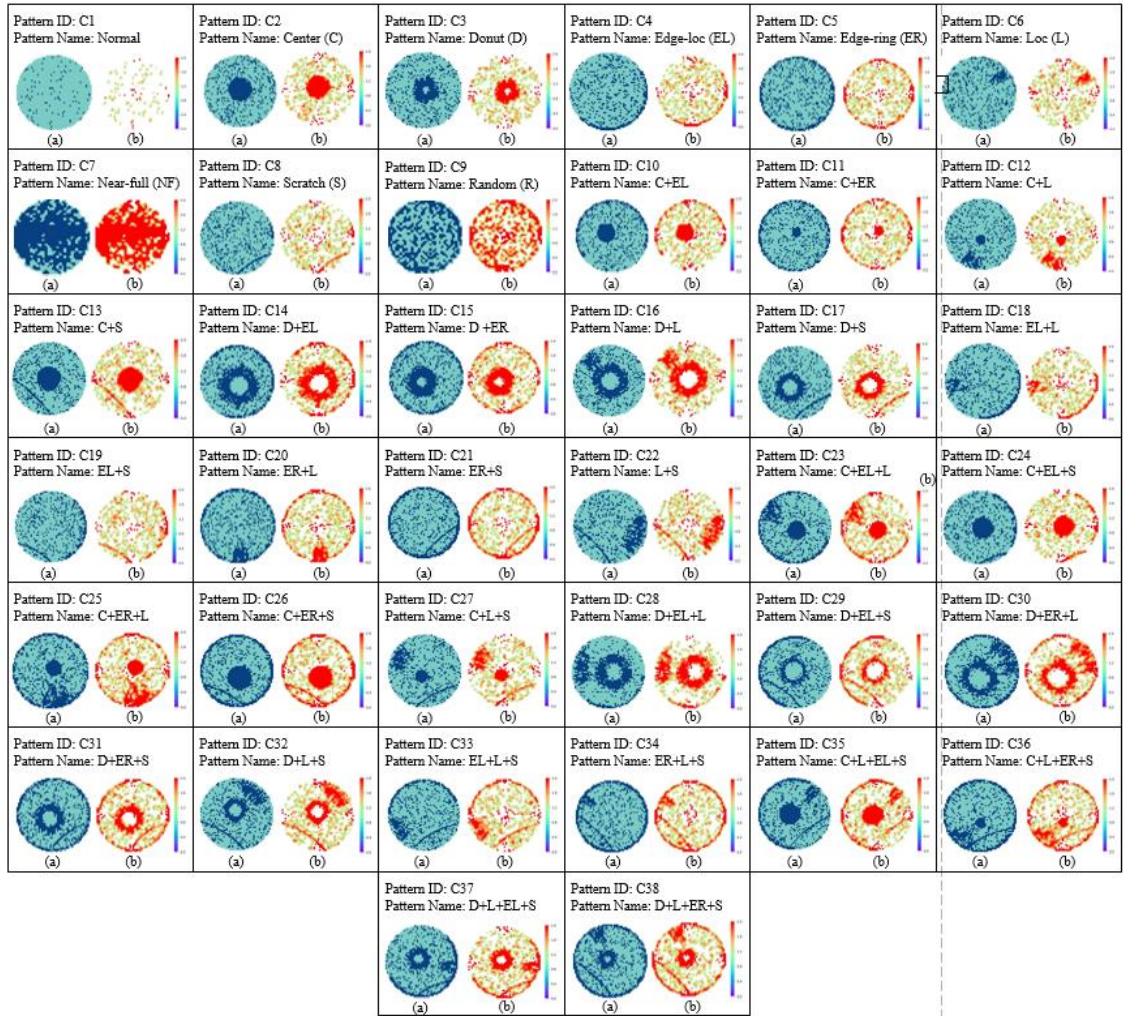 Pattern ID: C1
Pattern Name: Normal
(a) (b)
Pattern ID: C2
Pattern Name: Center (C)
(a) (b)
Pattern ID: C3
Pattern Name: Donut (D)
(a) (b)
Pattern ID: C4
Pattern Name: Edge-loc (EL)
(a) (b)
Pattern ID: C5
Pattern Name: Edge-ring (ER)
(a) (b)
Pattern ID: C6
Pattern Name: Loc (L)
(a) (b)
Pattern ID: C7
Pattern Name: Near-full (NF)
(a) (b)
Pattern ID: C8
Pattern Name: Scratch (S)
(a) (b)
Pattern ID: C9
Pattern Name: Random (R)
(a) (b)
Pattern ID: C10
Pattern Name: C+EL
(a) (b)
Pattern ID: C11
Pattern Name: C+ER
(a) (b)
Pattern ID: C12
Pattern Name: C+L
(a) (b)
Pattern ID: C13
Pattern Name: C+S
(a) (b)
Pattern ID: C14
Pattern Name: D+EL
(a) (b)
Pattern ID: C15
Pattern Name: D +ER
(a) (b)
Pattern ID: C16
Pattern Name: D+L
(a) (b)
Pattern ID: C17
Pattern Name: D+S
(a) (b)
Pattern ID: C18
Pattern Name: EL+L
(a) (b)
Pattern ID: C19
Pattern Name: EL+S
(a) (b)
Pattern ID: C20
Pattern Name: ER+L
(a) (b)
Pattern ID: C21
Pattern Name: ER+S
(a) (b)
Pattern ID: C22
Pattern Name: L+S
(a) (b)
Pattern ID: C23
Pattern Name: C+EL+L
(b)
(a) (b)
Pattern ID: C24
Pattern Name: C+EL+S
(a) (b)
Pattern ID: C25
Pattern Name: C+ER+L
(a) (b)
Pattern ID: C26
Pattern Name: C+ER+S
(a) (b)
Pattern ID: C27
Pattern Name: C+L+S
(a) (b)
Pattern ID: C28
Pattern Name: D+EL+L
(a) (b)
Pattern ID: C29
Pattern Name: D+EL+S
(a) (b)
Pattern ID: C30
Pattern Name: D+ER+L
(a) (b)
Pattern ID: C31
Pattern Name: D+ER+S
(a) (b)
Pattern ID: C32
Pattern Name: D+L+S
(a) (b)
Pattern ID: C33
Pattern Name: EL+L+S
(a) (b)
Pattern ID: C34
Pattern Name: ER+L+S
(a) (b)
Pattern ID: C35
Pattern Name: C+L+EL+S
(a) (b)
Pattern ID: C36
Pattern Name: C+L+ER+S
(a) (b)
Pattern ID: C37
Pattern Name: D+L+EL+S
(a) (b)
Pattern ID: C38
Pattern Name: D+L+ER+S
(a) (b)